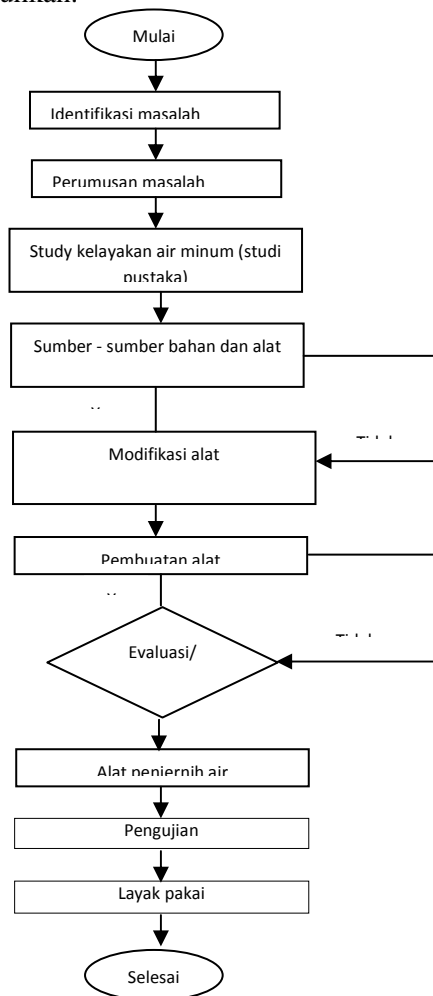 Mulai
Identifikasi masalah
Perumusan masalah
Study kelayakan air minum (studi
pustaka)
Sumber - sumber bahan dan alat
Modifikasi alat
Pembuatan alat
Evaluasi/
Alat penjernih air
Pengujian
Layak pakai
Selesai